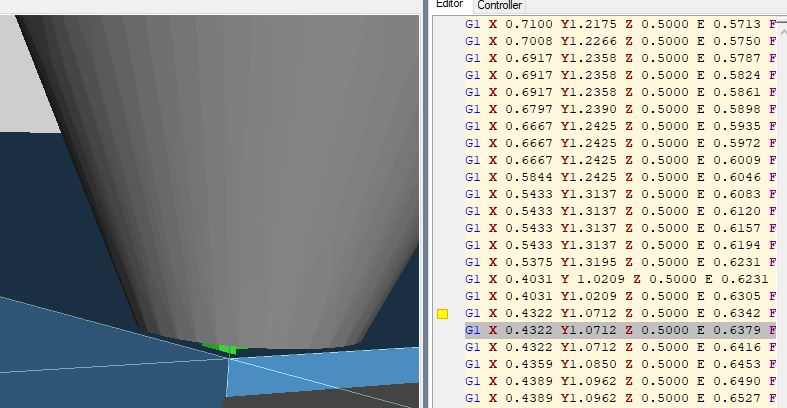 Editor Controller
G1 X 0.7100 Y1.2175 Z 0.5000 E 0.5713 F
G1 X 0.7008 Y1.2266 Z 0.5000 E 0.5750 F
G1 X 0.6917 Y1.2358 Z 0.5000 E 0.5787 F
G1 X 0.6917 Y1.2358 Z 0.5000 E 0.5824 F
G1 X 0.6917 Y1.2358 Z 0.5000 E 0.5861 F
G1 X 0.6797 Y1.2390 Z 0.5000 E 0.5898 F
G1 X 0.6667 Y1.2425 Z 0.5000 E 0.5935 F
G1 X 0.6667 Y1.2425 Z 0.5000 E 0.5972 F
G1 X 0.6667 Y1.2425 Z 0.5000 E 0.6009 F
G1 X 0.5844 Y1.2425 Z 0.5000 E 0.6046 F
G1 X 0.5433 Y1.3137 Z 0.5000 E 0.6083 F
G1 X 0.5433 Y1.3137 Z 0.5000 E 0.6120 F
G1 X 0.5433 Y1.3137 Z 0.5000 E 0.6157 F
G1 X 0.5433 Y1.3137 Z 0.5000 E 0.6194 F
G1 X 0.5375 Y1.3195 Z 0.5000 E 0.6231 F
G1 X 0.4031 Y 1.0209 Z 0.5000 E 0.6231
G1 X 0.4031 Y1.0209 Z 0.5000 E 0.6305 F
G1 X 0.4322 Y1.0712 Z 0.5000 E 0.6342 F
G1 X 0.4322 Y1.0712 Z 0.5000 E 0.6379 F
G1 X 0.4322 Y1.0712 Z 0.5000 E 0.6416 F
G1 X 0.4359 Y1.0850 Z 0.5000 E 0.6453 F
G1 X 0.4389 Y1.0962 Z 0.5000 E 0.6490 F
G1 X 0.4389 Y1.0962 Z 0.5000 E 0.6527 F